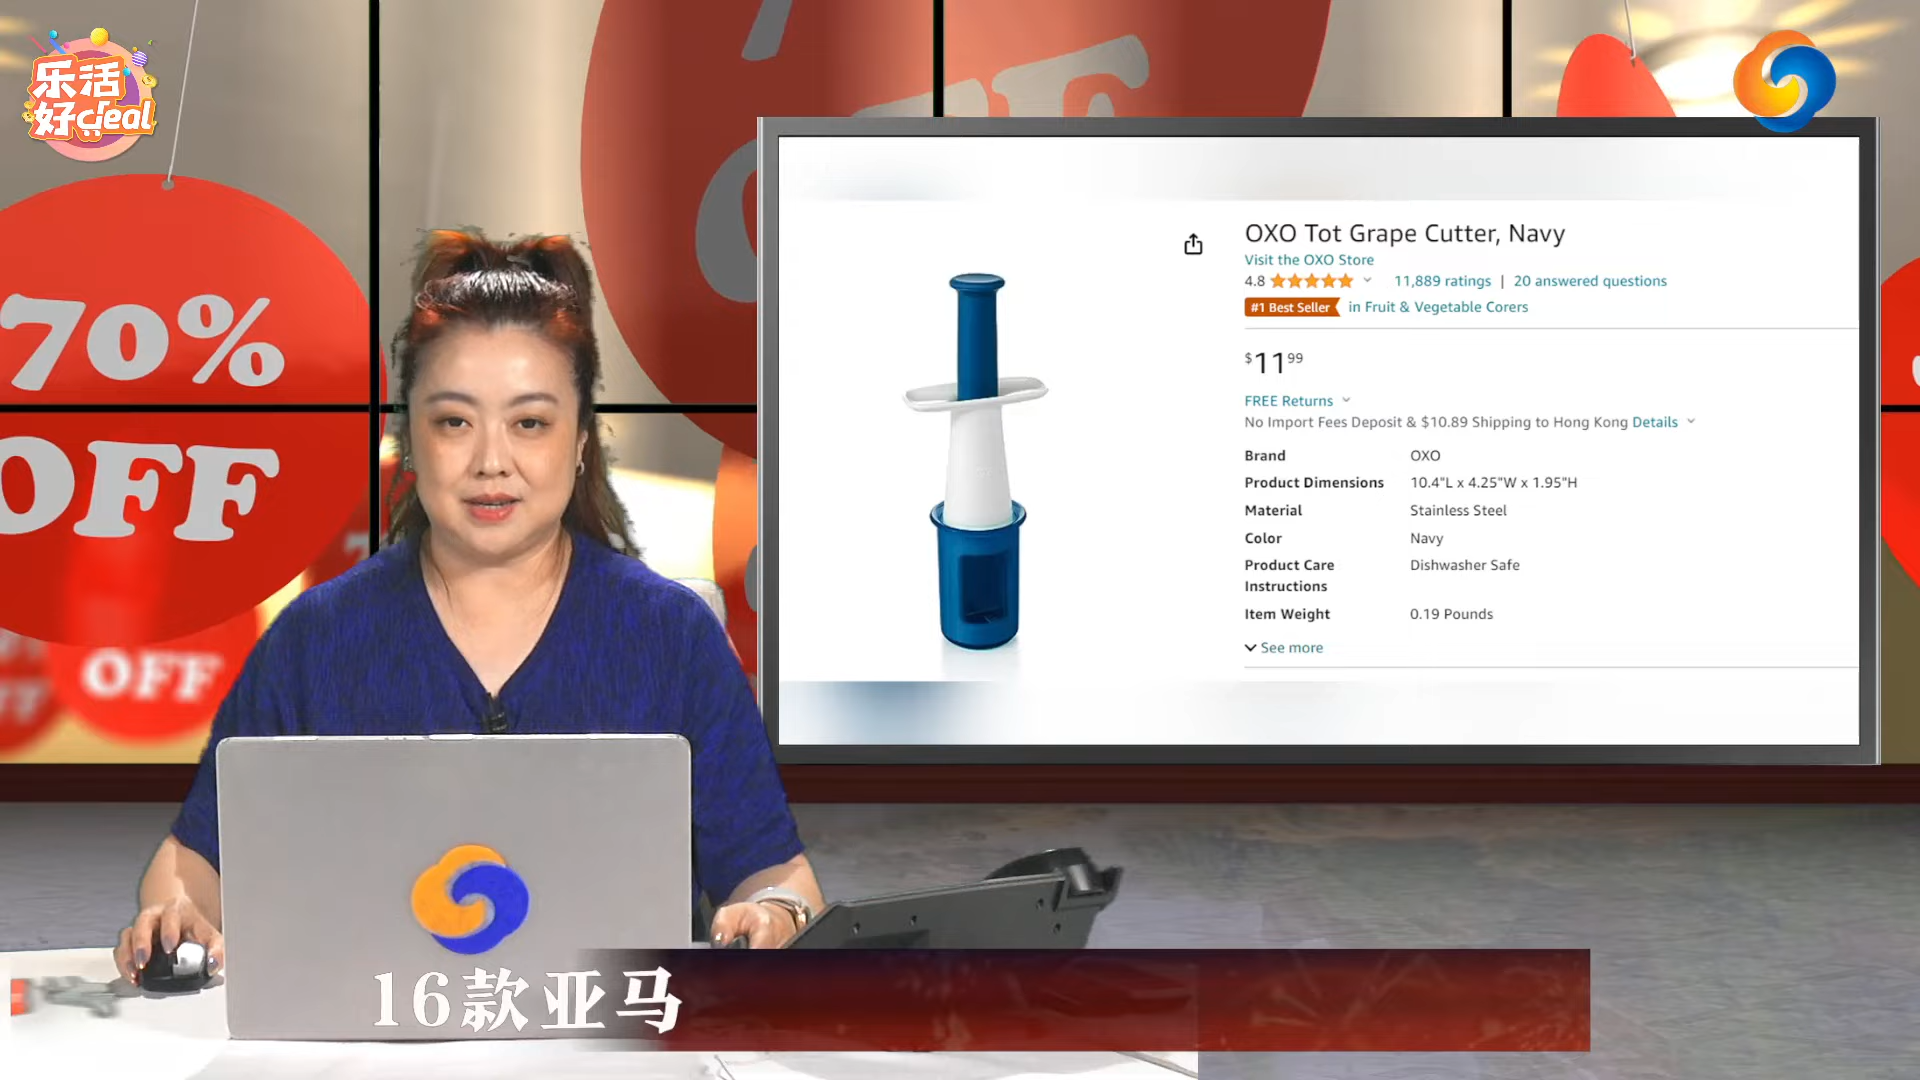 乐活
好deal
70%
OFF
OFF
OXO Tot Grape Cutter, Navy
Visit the OXO Store
4.8
11,889 ratings | 20 answered questions
#1 Best Seller in Fruit & Vegetable Corers
$11.99
FREE Returns
No Import Fees Deposit & $10.89 Shipping to Hong Kong Details
Brand OXO
Product Dimensions 10.4"L x 4.25"W x 1.95"H
Material Stainless Steel
Color Navy
Product Care Instructions Dishwasher Safe
Item Weight 0.19 Pounds
See more
16款亚马